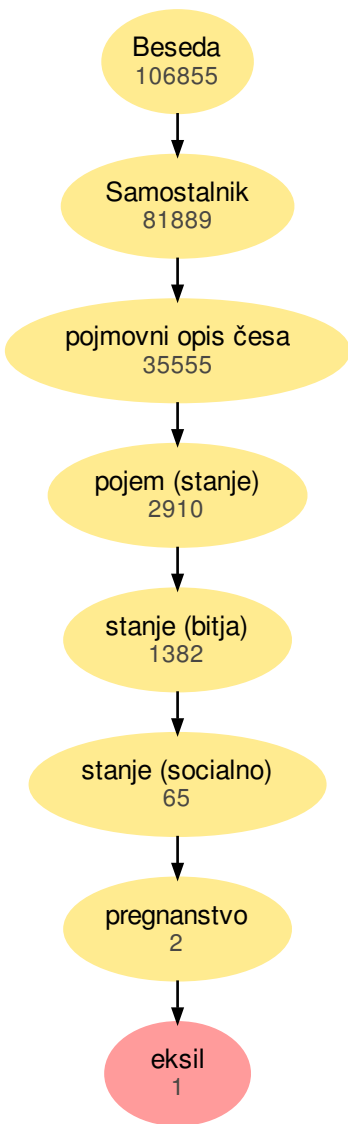 Beseda
106855
Samostalnik
81889
pojmovni opis česa
35555
pojem (stanje)
2910
stanje (bitja)
1382
stanje (socialno)
65
pregnanstvo
2
eksil
1